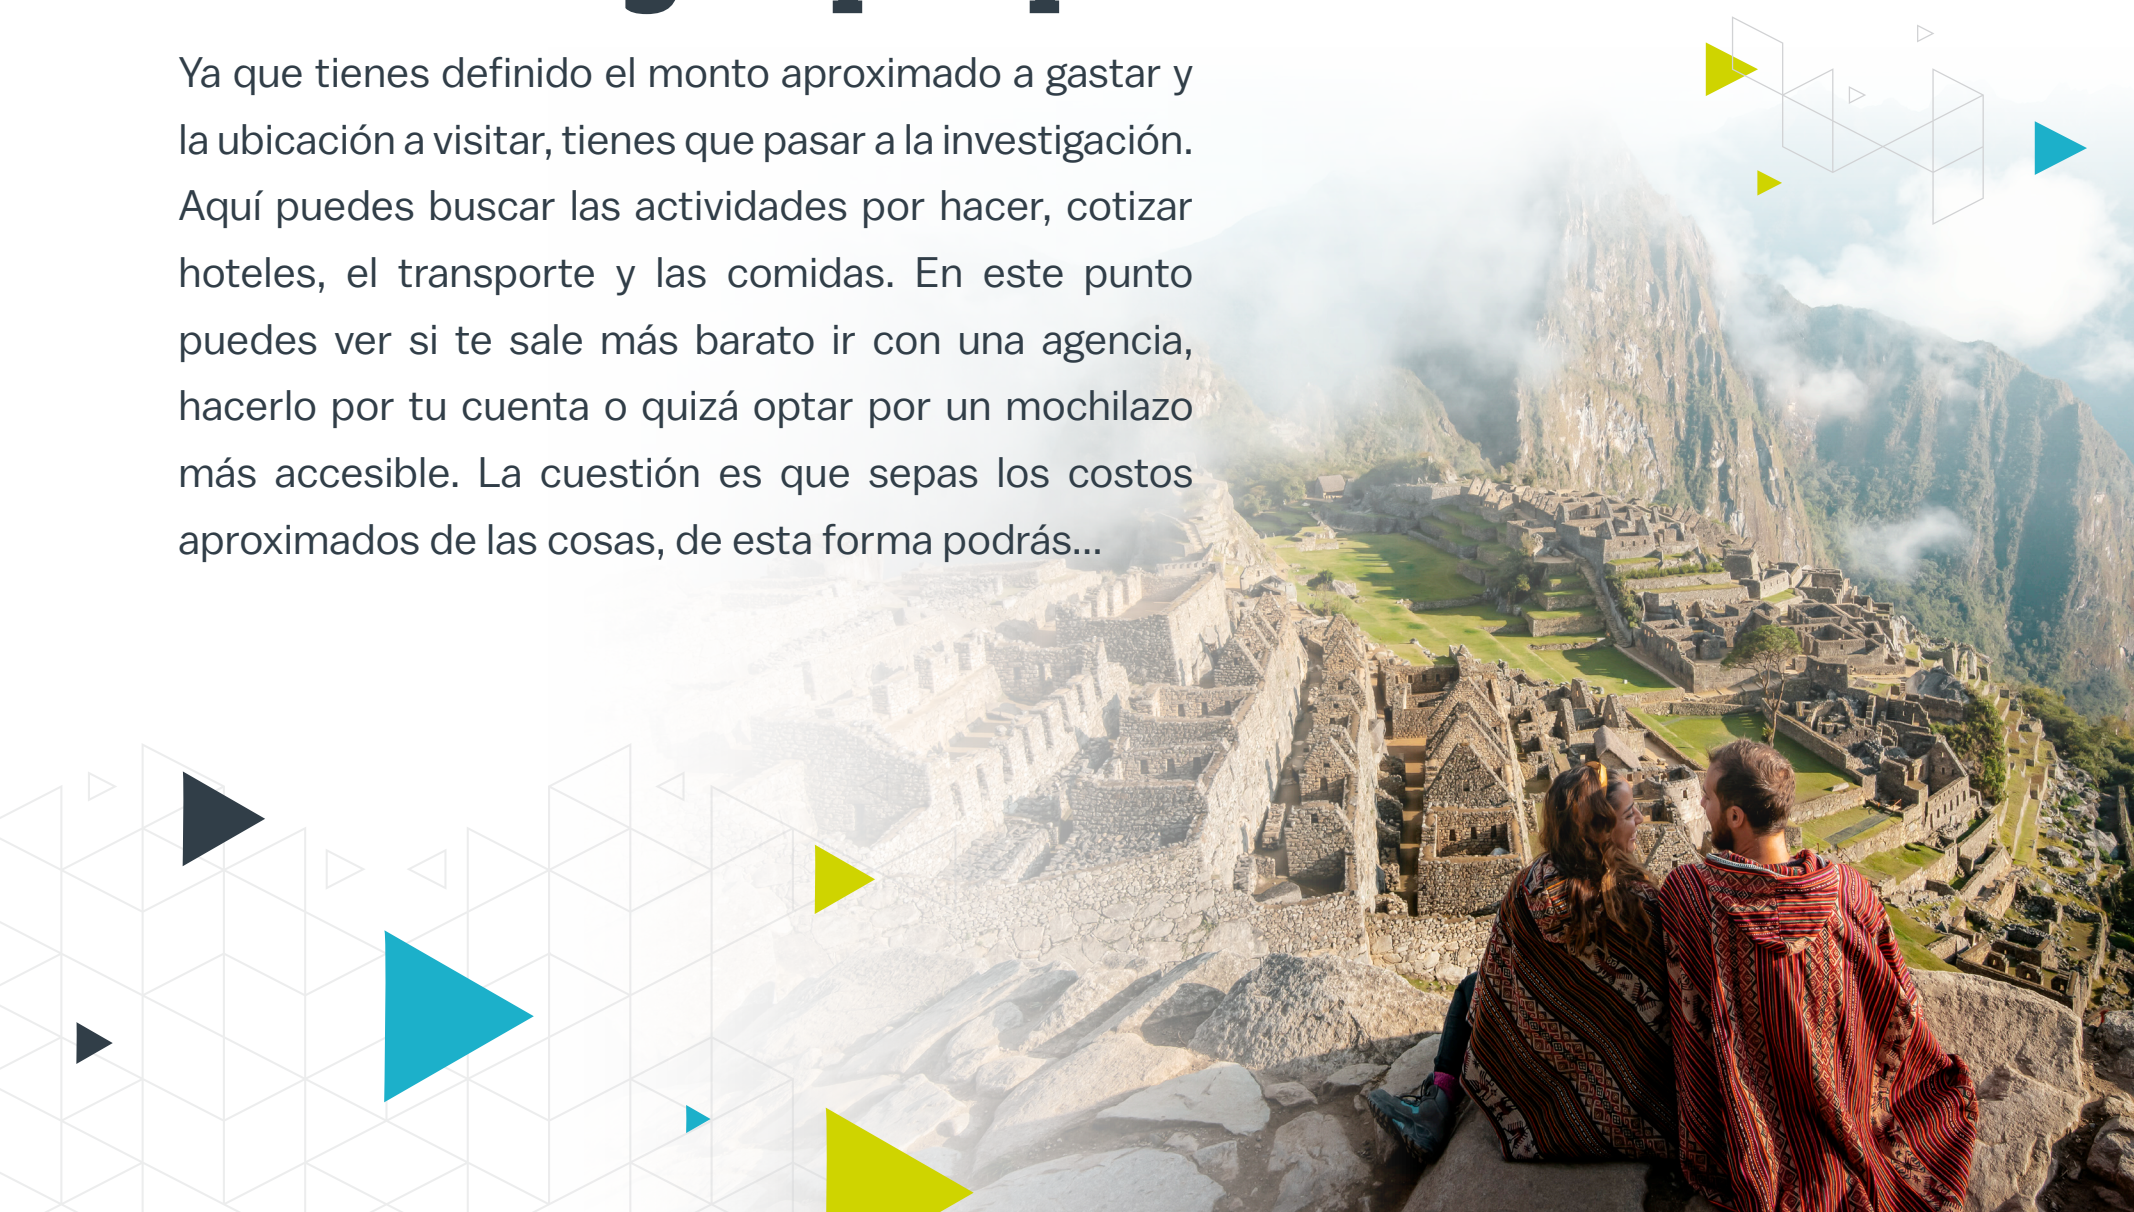 Ya que tienes definido el monto aproximado a gastar y
la ubicación a visitar, tienes que pasar a la investigación.
Aquí puedes buscar las actividades por hacer, cotizar
hoteles, el transporte y las comidas. En este punto
puedes ver si te sale más barato ir con una agencia,
hacerlo por tu cuenta o quizá optar por un mochilazo
más accesible. La cuestión es que sepas los costos
aproximados de las cosas, de esta forma podrás...